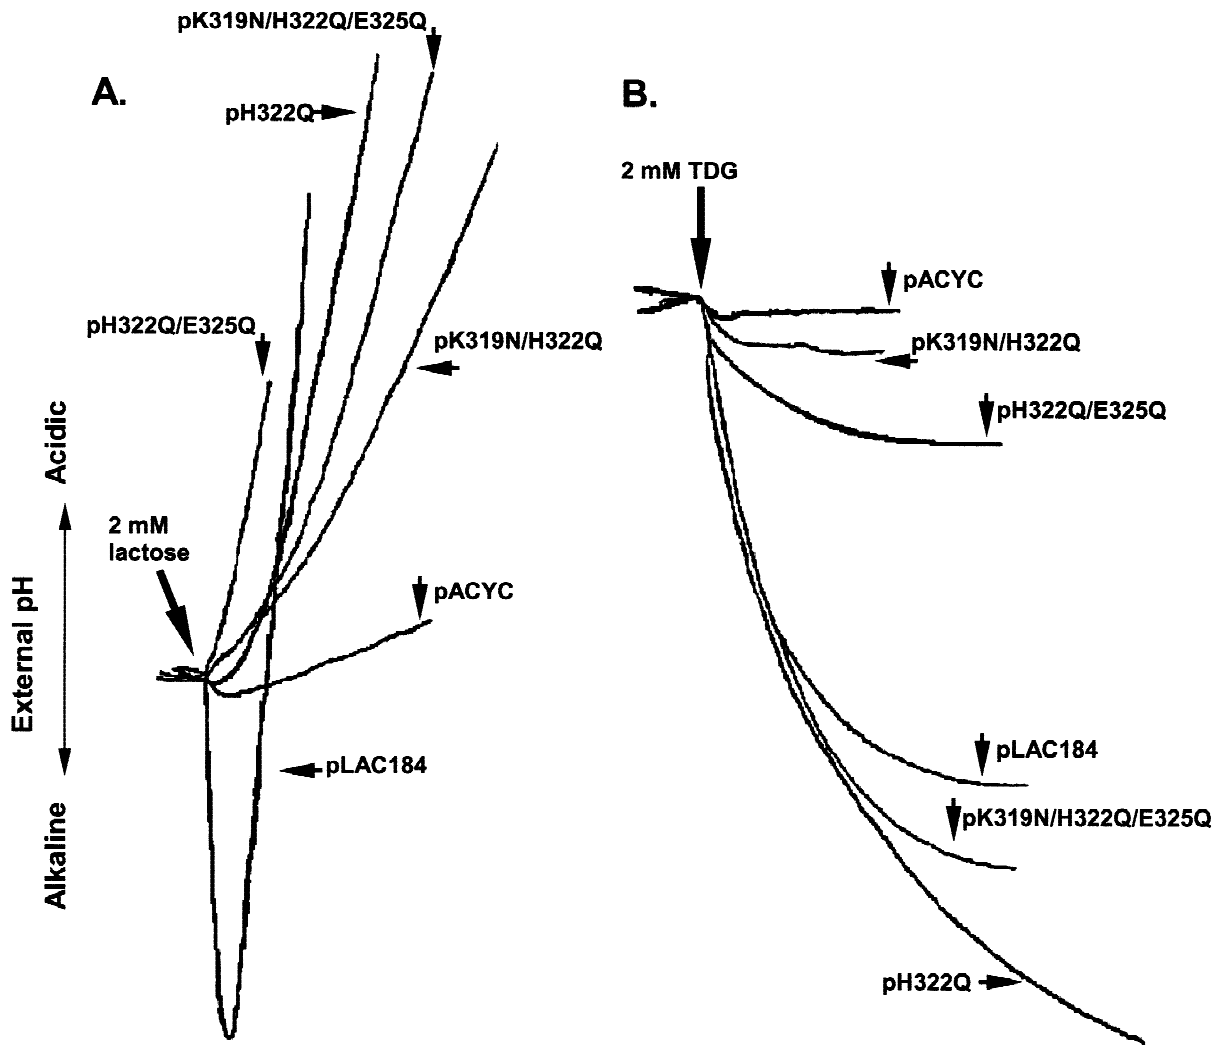 A.
pK319N/H322Q/E325Q
pH322Q
pH322Q/E325Q
pK319N/H322Q
2 mM
lactose
pACYC
pLAC184
Acidic
External pH
Alkaline
B.
2 mM TDG
pACYC
pK319N/H322Q
pH322Q/E325Q
pLAC184
pK319N/H322Q/E325Q
pH322Q